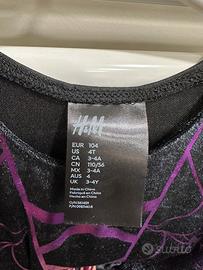 H&M
EUR 104
US 4T
CA 3-4A
CN 110/56
MX 3-4A
AUS 4
UK 3-4Y
Made in China
Fabriqué en Chine
Hecho en China
subito